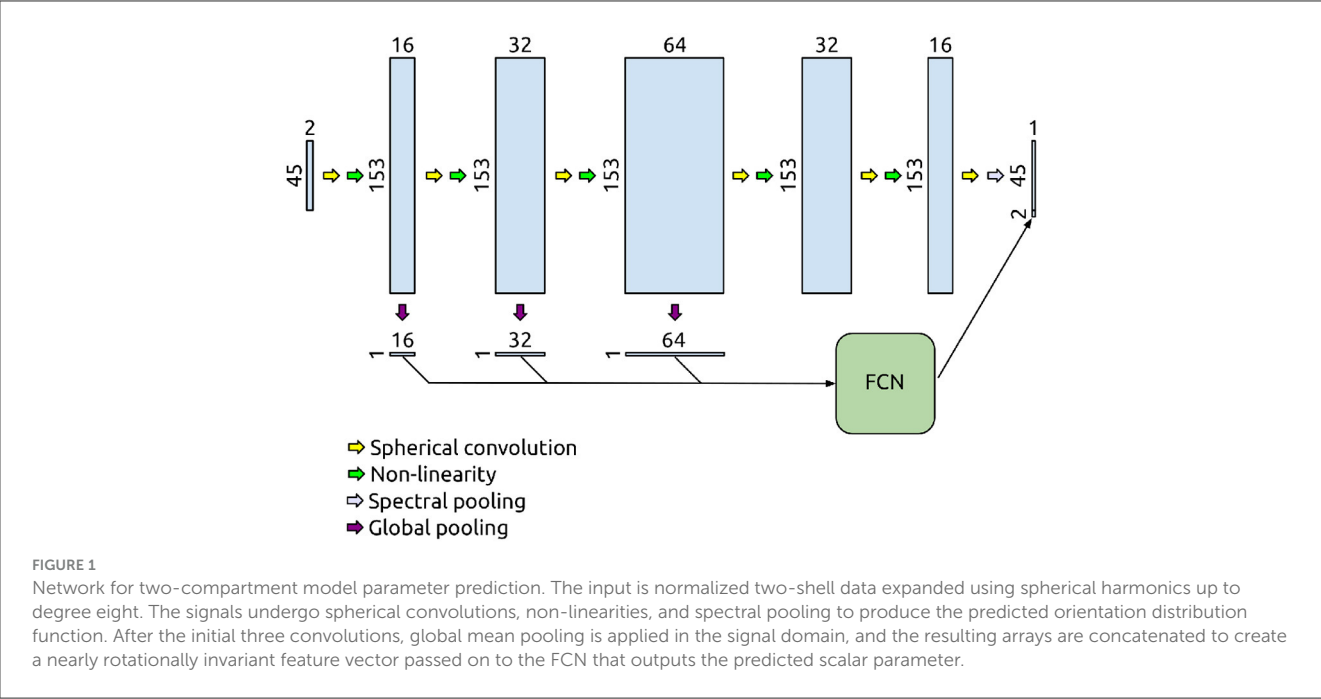 16 32 64 32 16
2 1
45 153 153 153 153 153 45
2
16 32 64
1 1 1
FCN
Spherical convolution
Non-linearity
Spectral pooling
Global pooling
FIGURE 1
Network for two-compartment model parameter prediction. The input is normalized two-shell data expanded using spherical harmonics up to
degree eight. The signals undergo spherical convolutions, non-linearities, and spectral pooling to produce the predicted orientation distribution
function. After the initial three convolutions, global mean pooling is applied in the signal domain, and the resulting arrays are concatenated to create
a nearly rotationally invariant feature vector passed on to the FCN that outputs the predicted scalar parameter.